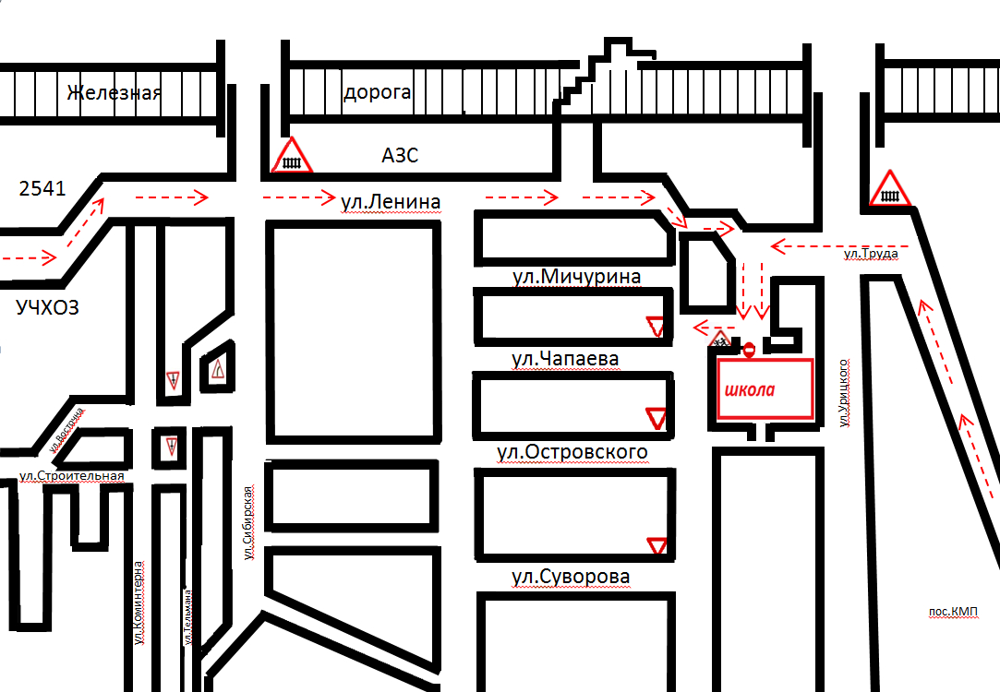 Железная
дорога
АЗС
2541
ул.Ленина
ул.Труда
УЧХОЗ
ул.Мичурина
ул.Чапаева
школа
ул.Урицкого
ул.Восточна
ул.Островского
ул.Строительная
ул.Сибирская
ул.Суворова
ул.Коминтерна
ул.Тельмана
пос.КМП